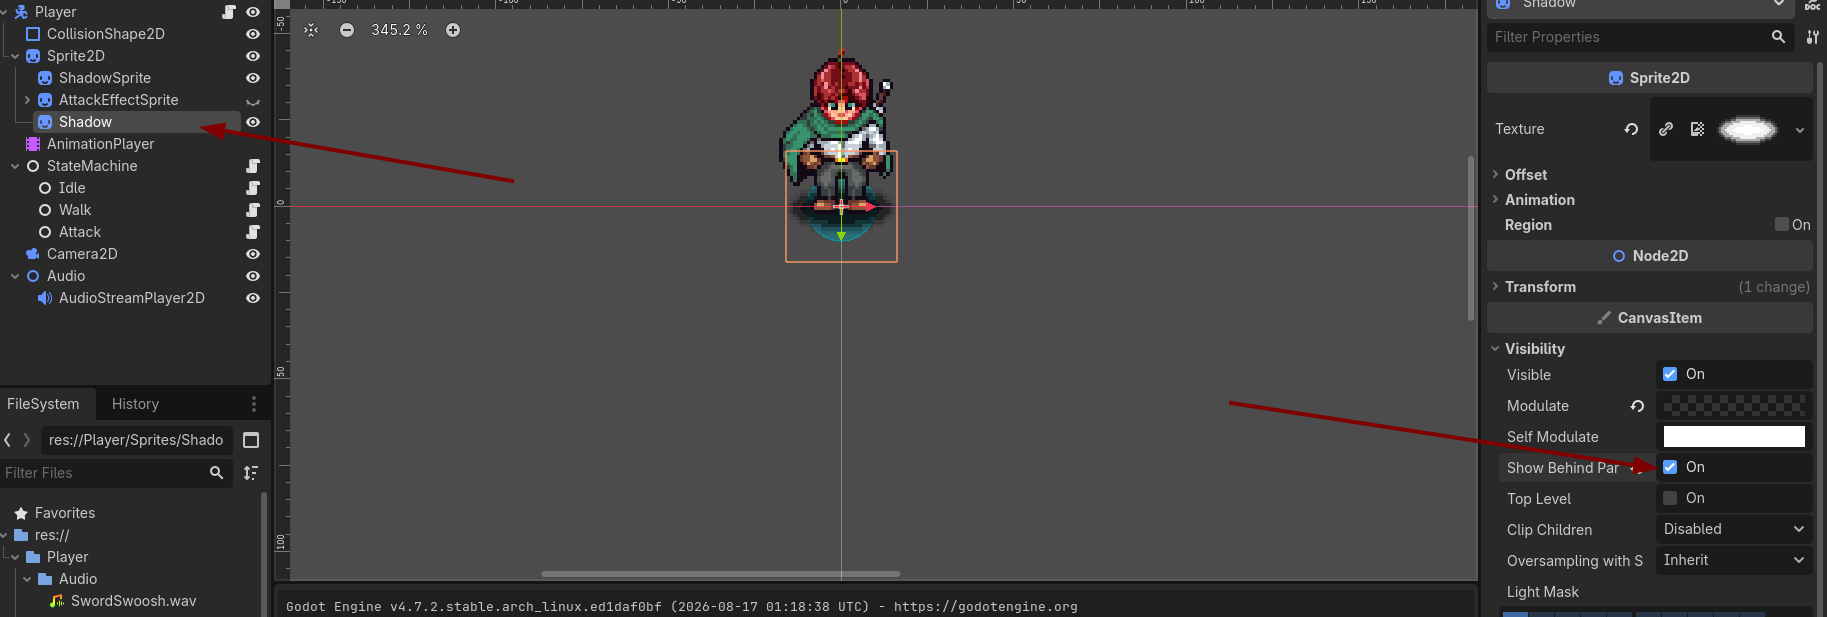 Player
CollisionShape2D
Sprite2D
ShadowSprite
AttackEffectSprite
Shadow
AnimationPlayer
StateMachine
Idle
Walk
Attack
Camera2D
Audio
AudioStreamPlayer2D
FileSystem
History
res://Player/Sprites/Shado
Filter Files
Favorites
res://
Player
Audio
SwordSwoosh.wav
345.2 %
0
50
100
Godot Engine v4.7.2.stable.arch_linux.ed1daf0bf (2026-08-17 01:18:38 UTC) - https://godotengine.org
Shadow
DOC
Filter Properties
Sprite2D
Texture
Offset
Animation
Region
On
Node2D
Transform
(1 change)
CanvasItem
Visibility
Visible
On
Modulate
Self Modulate
Show Behind Par
On
Top Level
On
Clip Children
Disabled
Oversampling with S
Inherit
Light Mask